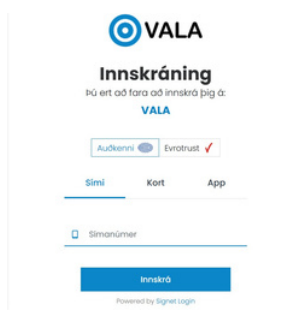 VALA
Innskráning
Þú ert að fara að innskrá þig á:
VALA
Auðkenni Evrotrust
Sími Kort App
Símanúmer
Innskrá
Powered by Signet Login